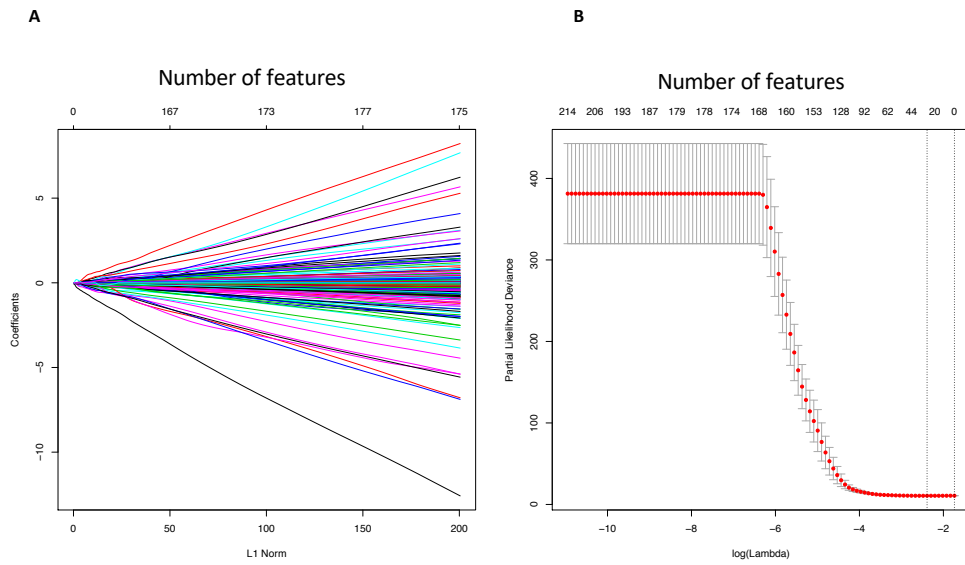 A
Number of features
0 167 173 177 175
Coefficients
5
0
−5
−10
0 50 100 150 200
L1 Norm
B
Number of features
214 206 193 187 179 178 174 168 160 153 128 92 62 44 20 0
Partial Likelihood Deviance
400
300
200
100
0
−10 −8 −6 −4 −2
log(Lambda)